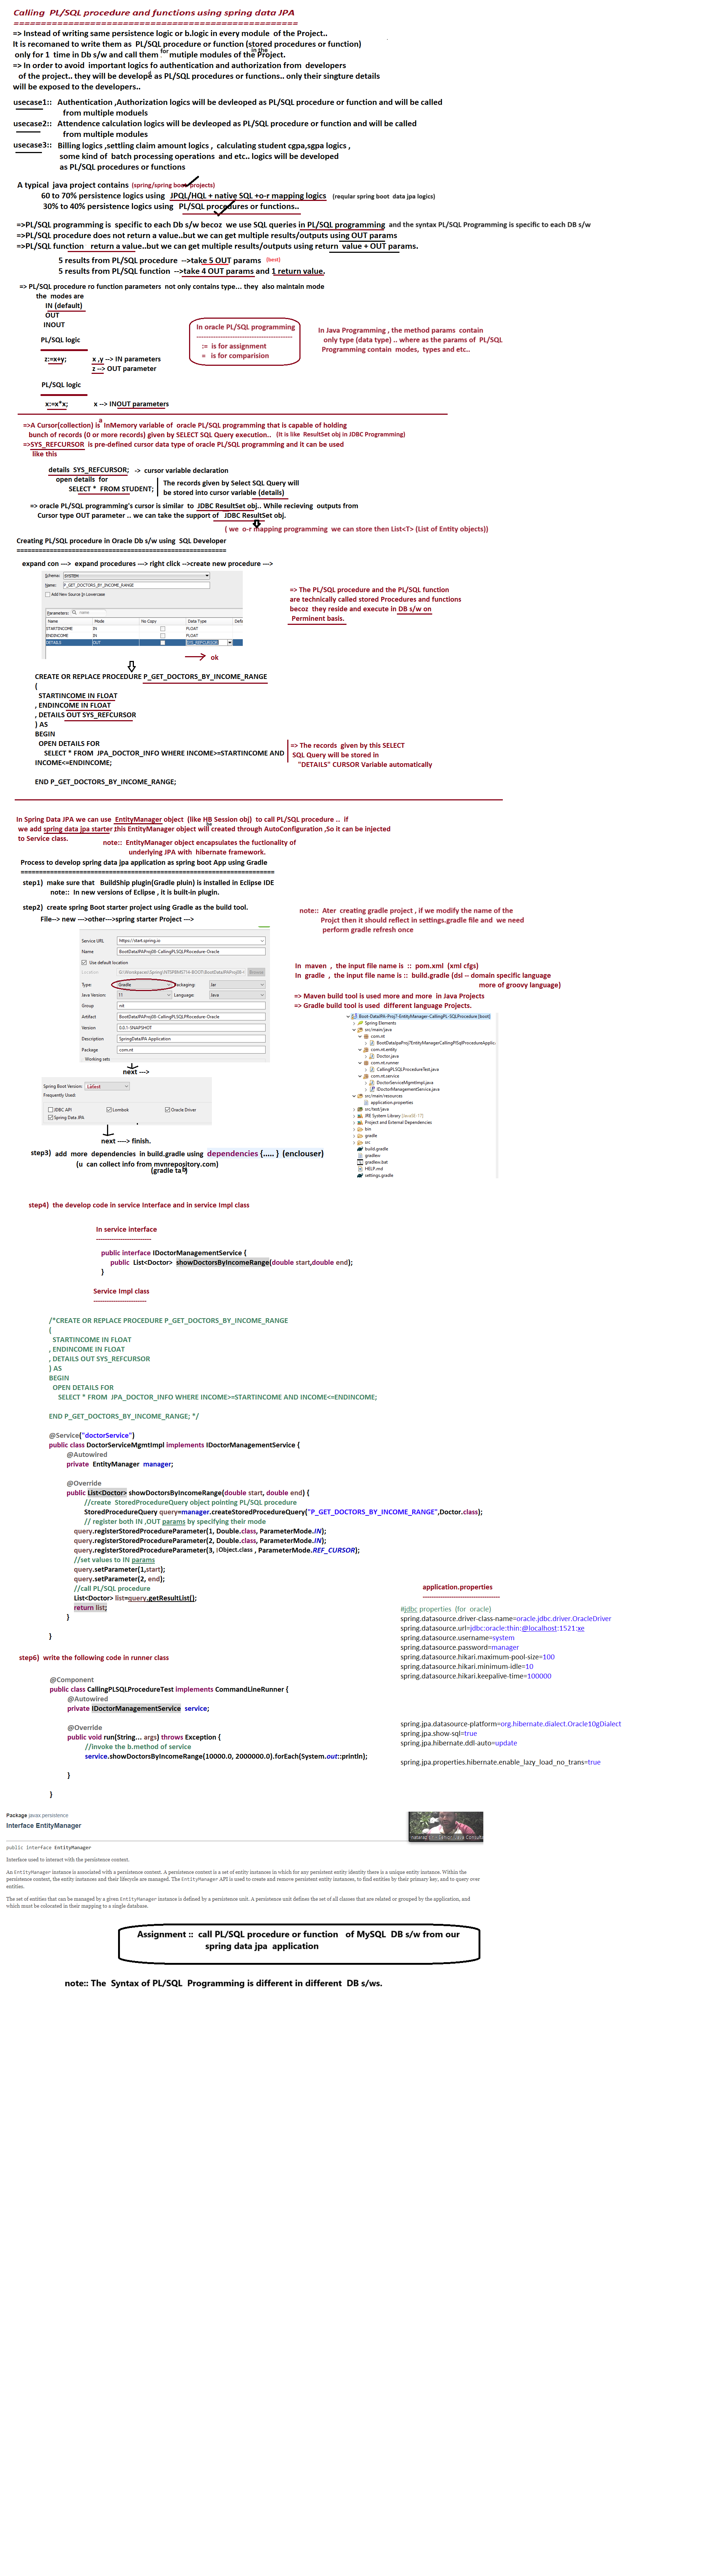 Calling PL/SQL procedure and functions using spring data JPA
=====================================================
=> Instead of writing same persistence logic or b.logic in every module of the Project..
It is recomaned to write them as PL/SQL procedure or function (stored procedures or function)
only for 1 time in Db s/w and call them for mutiple modules of the Project. in the
=> In order to avoid important logics fo authentication and authorization from developers
of the project.. they will be develoed as PL/SQL procedures or functions.. only their singture details
will be exposed to the developers..
usecase1:: Authentication ,Authorization logics will be devleoped as PL/SQL procedure or function and will be called
from multiple moduels
usecase2:: Attendence calculation logics will be devleoped as PL/SQL procedure or function and will be called
from multiple modules
usecase3:: Billing logics ,settling claim amount logics , calculating student cgpa,sgpa logics ,
some kind of batch processing operations and etc.. logics will be developed
as PL/SQL procedures or functions
A typical java project contains (spring/spring boot projects)
60 to 70% persistence logics using JPQL/HQL + native SQL +o-r mapping logics (reqular spring boot data jpa logics)
30% to 40% persistence logics using PL/SQL procedures or functions..
=>PL/SQL programming is specific to each Db s/w becoz we use SQL queries in PL/SQL programming and the syntax PL/SQL Programming is specific to each DB s/w
=>PL/SQL procedure does not return a value..but we can get multiple results/outputs using OUT params
=>PL/SQL function return a value..but we can get multiple results/outputs using return value + OUT params.
5 results from PL/SQL procedure -->take 5 OUT params (best)
5 results from PL/SQL function -->take 4 OUT params and 1 return value.
=> PL/SQL procedure ro function parameters not only contains type... they also maintain mode
the modes are
IN (default)
OUT
INOUT
In oracle PL/SQL programming
----------------------------------------
:= is for assignment
= is for comparision
In Java Programming , the method params contain
only type (data type) .. where as the params of PL/SQL
Programming contain modes, types and etc..
PL/SQL logic
z:=x+y; x ,y --> IN parameters
z --> OUT parameter
PL/SQL logic
x:=x*x; x --> INOUT parameters
=>A Cursor(collection) is a InMemory variable of oracle PL/SQL programmntg that is capable of holding
bunch of records (0 or more records) given by SELECT SQL Query execution.. (It is like ResultSet obj in JDBC Programming)
=>SYS_REFCURSOR is pre-defined cursor data type of oracle PL/SQL programming and it can be used
like this
details SYS_REFCURSOR; -> cursor variable declaration
open details for
SELECT * FROM STUDENT;
The records given by Select SQL Query will
be stored into cursor variable (details)
=> oracle PL/SQL programming's cursor is similar to JDBC ResultSet obj.. While recieving outputs from
Cursor type OUT parameter .. we can take the support of JDBC ResultSet obj.
( we o-r mapping programming we can store then List<T> (List of Entity objects))
Creating PL/SQL procedure in Oracle Db s/w using SQL Developer
=========================================================
expand con ---> expand procedures ---> right click -->create new procedure --->
Schema: SYSTEM
Name: P_GET_DOCTORS_BY_INCOME_RANGE
Add New Source In Lowercase
Parameters: name
Name Mode No Copy Data Type Defa
STARTINCOME IN FLOAT
ENDINCOME IN FLOAT
DETAILS OUT SYS_REFCURSOR
ok
=> The PL/SQL procedure and the PL/SQL function
are technically called stored Procedures and functions
becoz they reside and execute in DB s/w on
Perminent basis.
CREATE OR REPLACE PROCEDURE P_GET_DOCTORS_BY_INCOME_RANGE
(
STARTINCOME IN FLOAT
, ENDINCOME IN FLOAT
, DETAILS OUT SYS_REFCURSOR
) AS
BEGIN
OPEN DETAILS FOR
SELECT * FROM JPA_DOCTOR_INFO WHERE INCOME>=STARTINCOME AND
INCOME<=ENDINCOME;
END P_GET_DOCTORS_BY_INCOME_RANGE;
=> The records given by this SELECT
SQL Query will be stored in
"DETAILS" CURSOR Variable automatically
In Spring Data JPA we can use EntityManager object (like HB Session obj) to call PL/SQL procedure .. if
we add spring data jpa starter ,this EntityManager object will be created through AutoConfiguration ,So it can be injected
to Service class.
note:: EntityManager object encapsulates the fuctionality of
underlying JPA with hibernate framework.
Process to develop spring data jpa application as spring boot App using Gradle
=====================================================================
step1) make sure that BuildShip plugin(Gradle pluin) is installed in Eclipse IDE
note:: In new versions of Eclipse , it is built-in plugin.
step2) create spring Boot starter project using Gradle as the build tool.
File--> new --->other--->spring starter Project --->
note:: Ater creating gradle project , if we modify the name of the
Projct then it should reflect in settings.gradle file and we need
perform gradle refresh once
Service URL https://start.spring.io
Name BootDataJPAProj08-CallingPLSQLPRocedure-Oracle
Use default location
Type: Gradle Packaging: Jar
Java Version: 11 Language: Java
Group nit
Artifact BootDataJPAProj08-CallingPLSQLPRocedure-Oracle
Version 0.0.1-SNAPSHOT
Description SpringDataJPA Application
Package com.nt
Working sets
next --->
In maven , the input file name is :: pom.xml (xml cfgs)
In gradle , the input file name is :: build.gradle (dsl -- domain specific language
more of groovy language)
=> Maven build tool is used more and more in Java Projects
=> Gradle build tool is used different language Projects.
Boot-DataJPA-Proj7-EntityManager-CallingPL-SQLProcedure [boot]
Spring Elements
src/main/java
com.nt
BootDataJpaProj7EntityManagerCallingPlSqlProcedureApplic
com.nt.entity
Doctor.java
com.nt.runner
CallingPLSQLProcedureTest.java
com.nt.service
DoctorServiceMgmtImpl.java
IDoctorManagementService.java
src/main/resources
application.properties
src/test/java
JRE System Library [JavaSE-17]
Project and External Dependencies
bin
gradle
src
build.gradle
gradlew
gradlew.bat
HELP.md
settings.gradle
Spring Boot Version: Latest
Frequently Used:
JDBC API Lombok Oracle Driver
Spring Data JPA
next ----> finish.
step3) add more dependencies in build.gradle using dependencies {..... } (enclouser)
(u can collect info from mvnrepository.com)
(gradle tab)
step4) the develop code in service Interface and in service Impl class
In service interface
------------------------
public interface IDoctorManagementService {
public List<Doctor> showDoctorsByIncomeRange(double start,double end);
}
Service Impl class
-----------------------
/*CREATE OR REPLACE PROCEDURE P_GET_DOCTORS_BY_INCOME_RANGE
(
STARTINCOME IN FLOAT
, ENDINCOME IN FLOAT
, DETAILS OUT SYS_REFCURSOR
) AS
BEGIN
OPEN DETAILS FOR
SELECT * FROM JPA_DOCTOR_INFO WHERE INCOME>=STARTINCOME AND INCOME<=ENDINCOME;
END P_GET_DOCTORS_BY_INCOME_RANGE; */
@Service("doctorService")
public class DoctorServiceMgmtImpl implements IDoctorManagementService {
@Autowired
private EntityManager manager;
@Override
public List<Doctor> showDoctorsByIncomeRange(double start, double end) {
//create StoredProcedureQuery object pointing PL/SQL procedure
StoredProcedureQuery query=manager.createStoredProcedureQuery("P_GET_DOCTORS_BY_INCOME_RANGE",Doctor.class);
// register both IN ,OUT params by specifying their mode
query.registerStoredProcedureParameter(1, Double.class, ParameterMode.IN);
query.registerStoredProcedureParameter(2, Double.class, ParameterMode.IN);
query.registerStoredProcedureParameter(3, Object.class , ParameterMode.REF_CURSOR);
//set values to IN params
query.setParameter(1,start);
query.setParameter(2, end);
//call PL/SQL procedure
List<Doctor> list=query.getResultList();
return list;
}
}
application.properties
---------------------------------
#jdbc properties (for oracle)
spring.datasource.driver-class-name=oracle.jdbc.driver.OracleDriver
spring.datasource.url=jdbc:oracle:thin:@localhost:1521:xe
spring.datasource.username=system
spring.datasource.password=manager
spring.datasource.hikari.maximum-pool-size=100
spring.datasource.hikari.minimum-idle=10
spring.datasource.hikari.keepalive-time=100000
spring.jpa.datasource-platform=org.hibernate.dialect.Oracle10gDialect
spring.jpa.show-sql=true
spring.jpa.hibernate.ddl-auto=update
spring.jpa.properties.hibernate.enable_lazy_load_no_trans=true
step6) write the following code in runner class
@Component
public class CallingPLSQLProcedureTest implements CommandLineRunner {
@Autowired
private IDoctorManagementService service;
@Override
public void run(String... args) throws Exception {
//invoke the b.method of service
service.showDoctorsByIncomeRange(10000.0, 2000000.0).forEach(System.out::println);
}
}
Package javax.persistence
Interface EntityManager
public interface EntityManager
Interface used to interact with the persistence context.
An EntityManager instance is associated with a persistence context. A persistence context is a set of entity instances in which for any persistent entity identity there is a unique entity instance. Within the
persistence context, the entity instances and their lifecycle are managed. The EntityManager API is used to create and remove persistent entity instances, to find entities by their primary key, and to query over
entities.
The set of entities that can be managed by a given EntityManager instance is defined by a persistence unit. A persistence unit defines the set of all classes that are related or grouped by the application, and
which must be colocated in their mapping to a single database.
Assignment :: call PL/SQL procedure or function of MySQL DB s/w from our
spring data jpa application
note:: The Syntax of PL/SQL Programming is different in different DB s/ws.